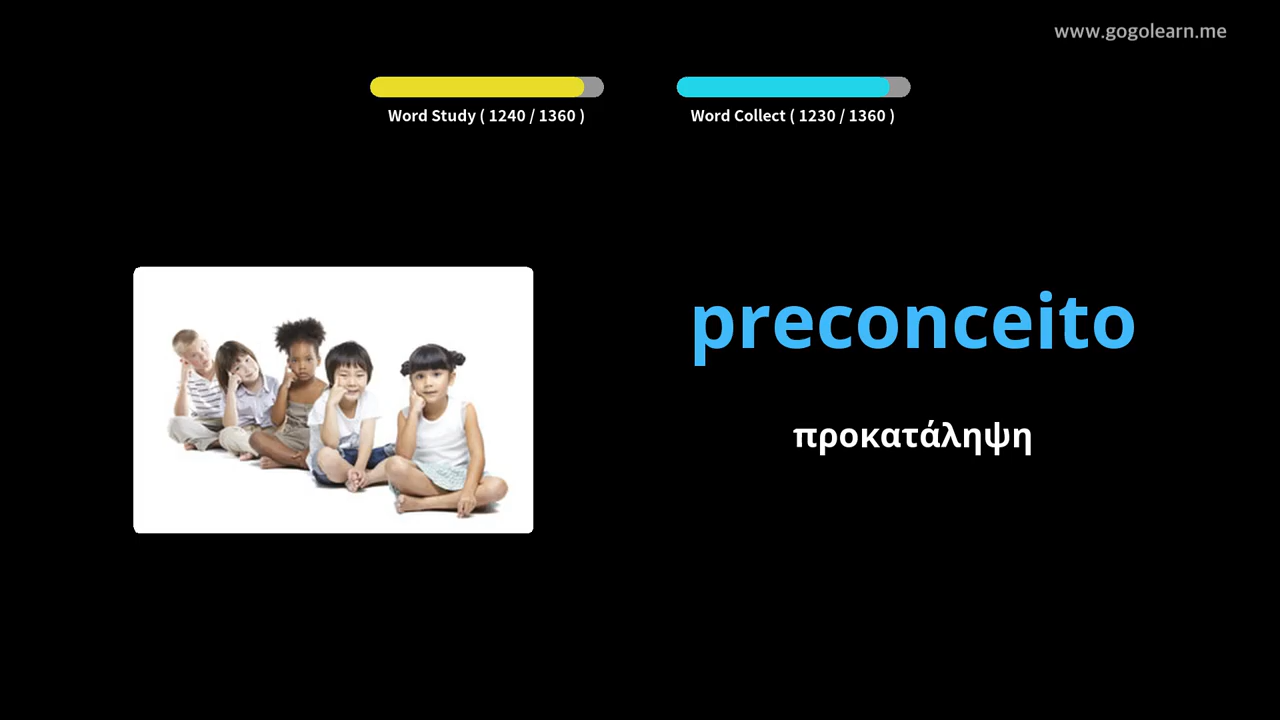 www.gogolearn.me
Word Study ( 1240 / 1360 )
Word Collect ( 1230 / 1360 )
preconceito
προκατάληψη